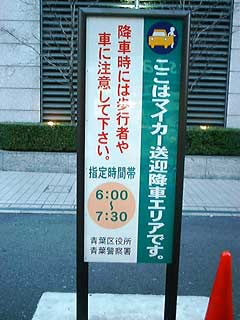 ここはマイカー送迎降車エリアです。
降車時には歩行者や
車に注意して下さい。
指定時間帯
6:00
～
7:30
青葉区役所
青葉警察署